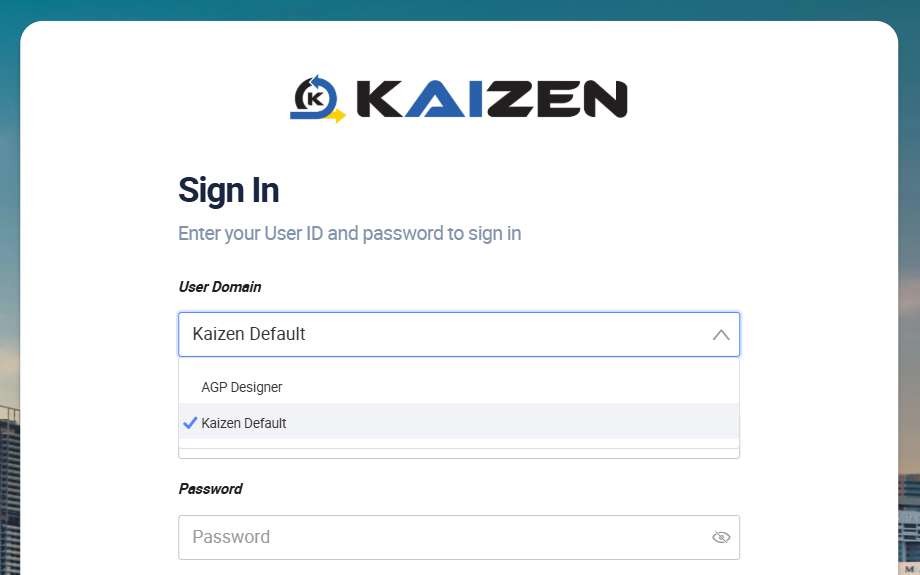 K KAIZEN
Sign In
Enter your User ID and password to sign in
User Domain
Kaizen Default
AGP Designer
Kaizen Default
Password
Password
M